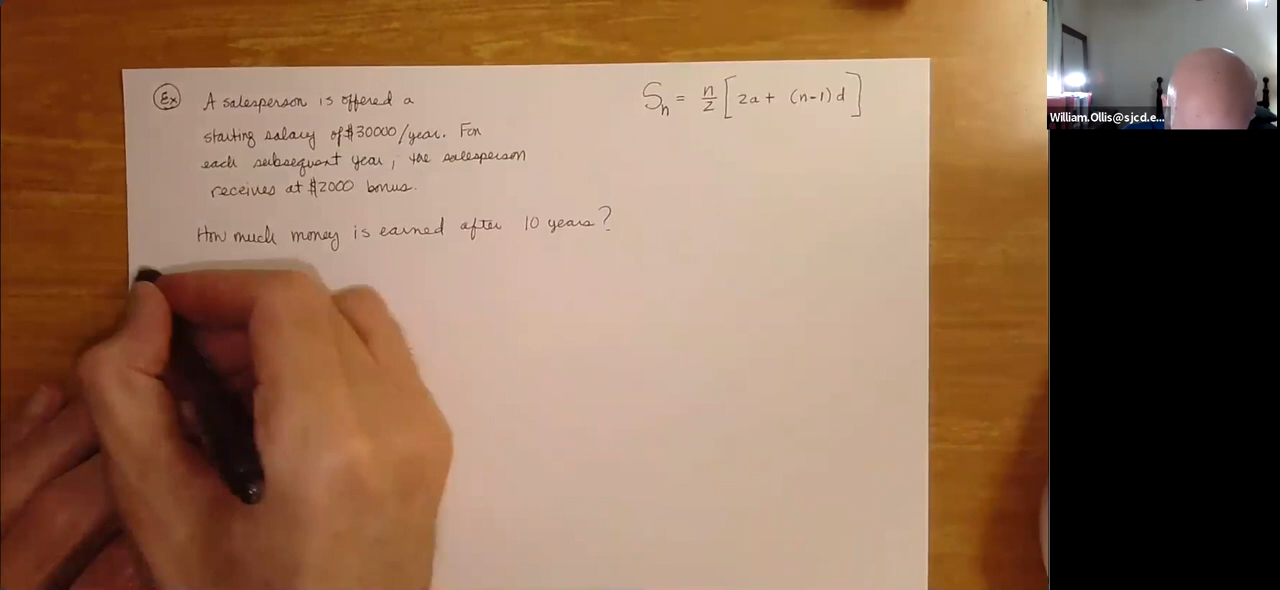 Ex A salesperson is offered a
starting salary of $30000/year. For
each subsequent year, the salesperson
receives at $2000 bonus.
How much money is earned after 10 years?
Sn = n/2 [2a + (n-1)d]
William.Ollis@sjcd.e...